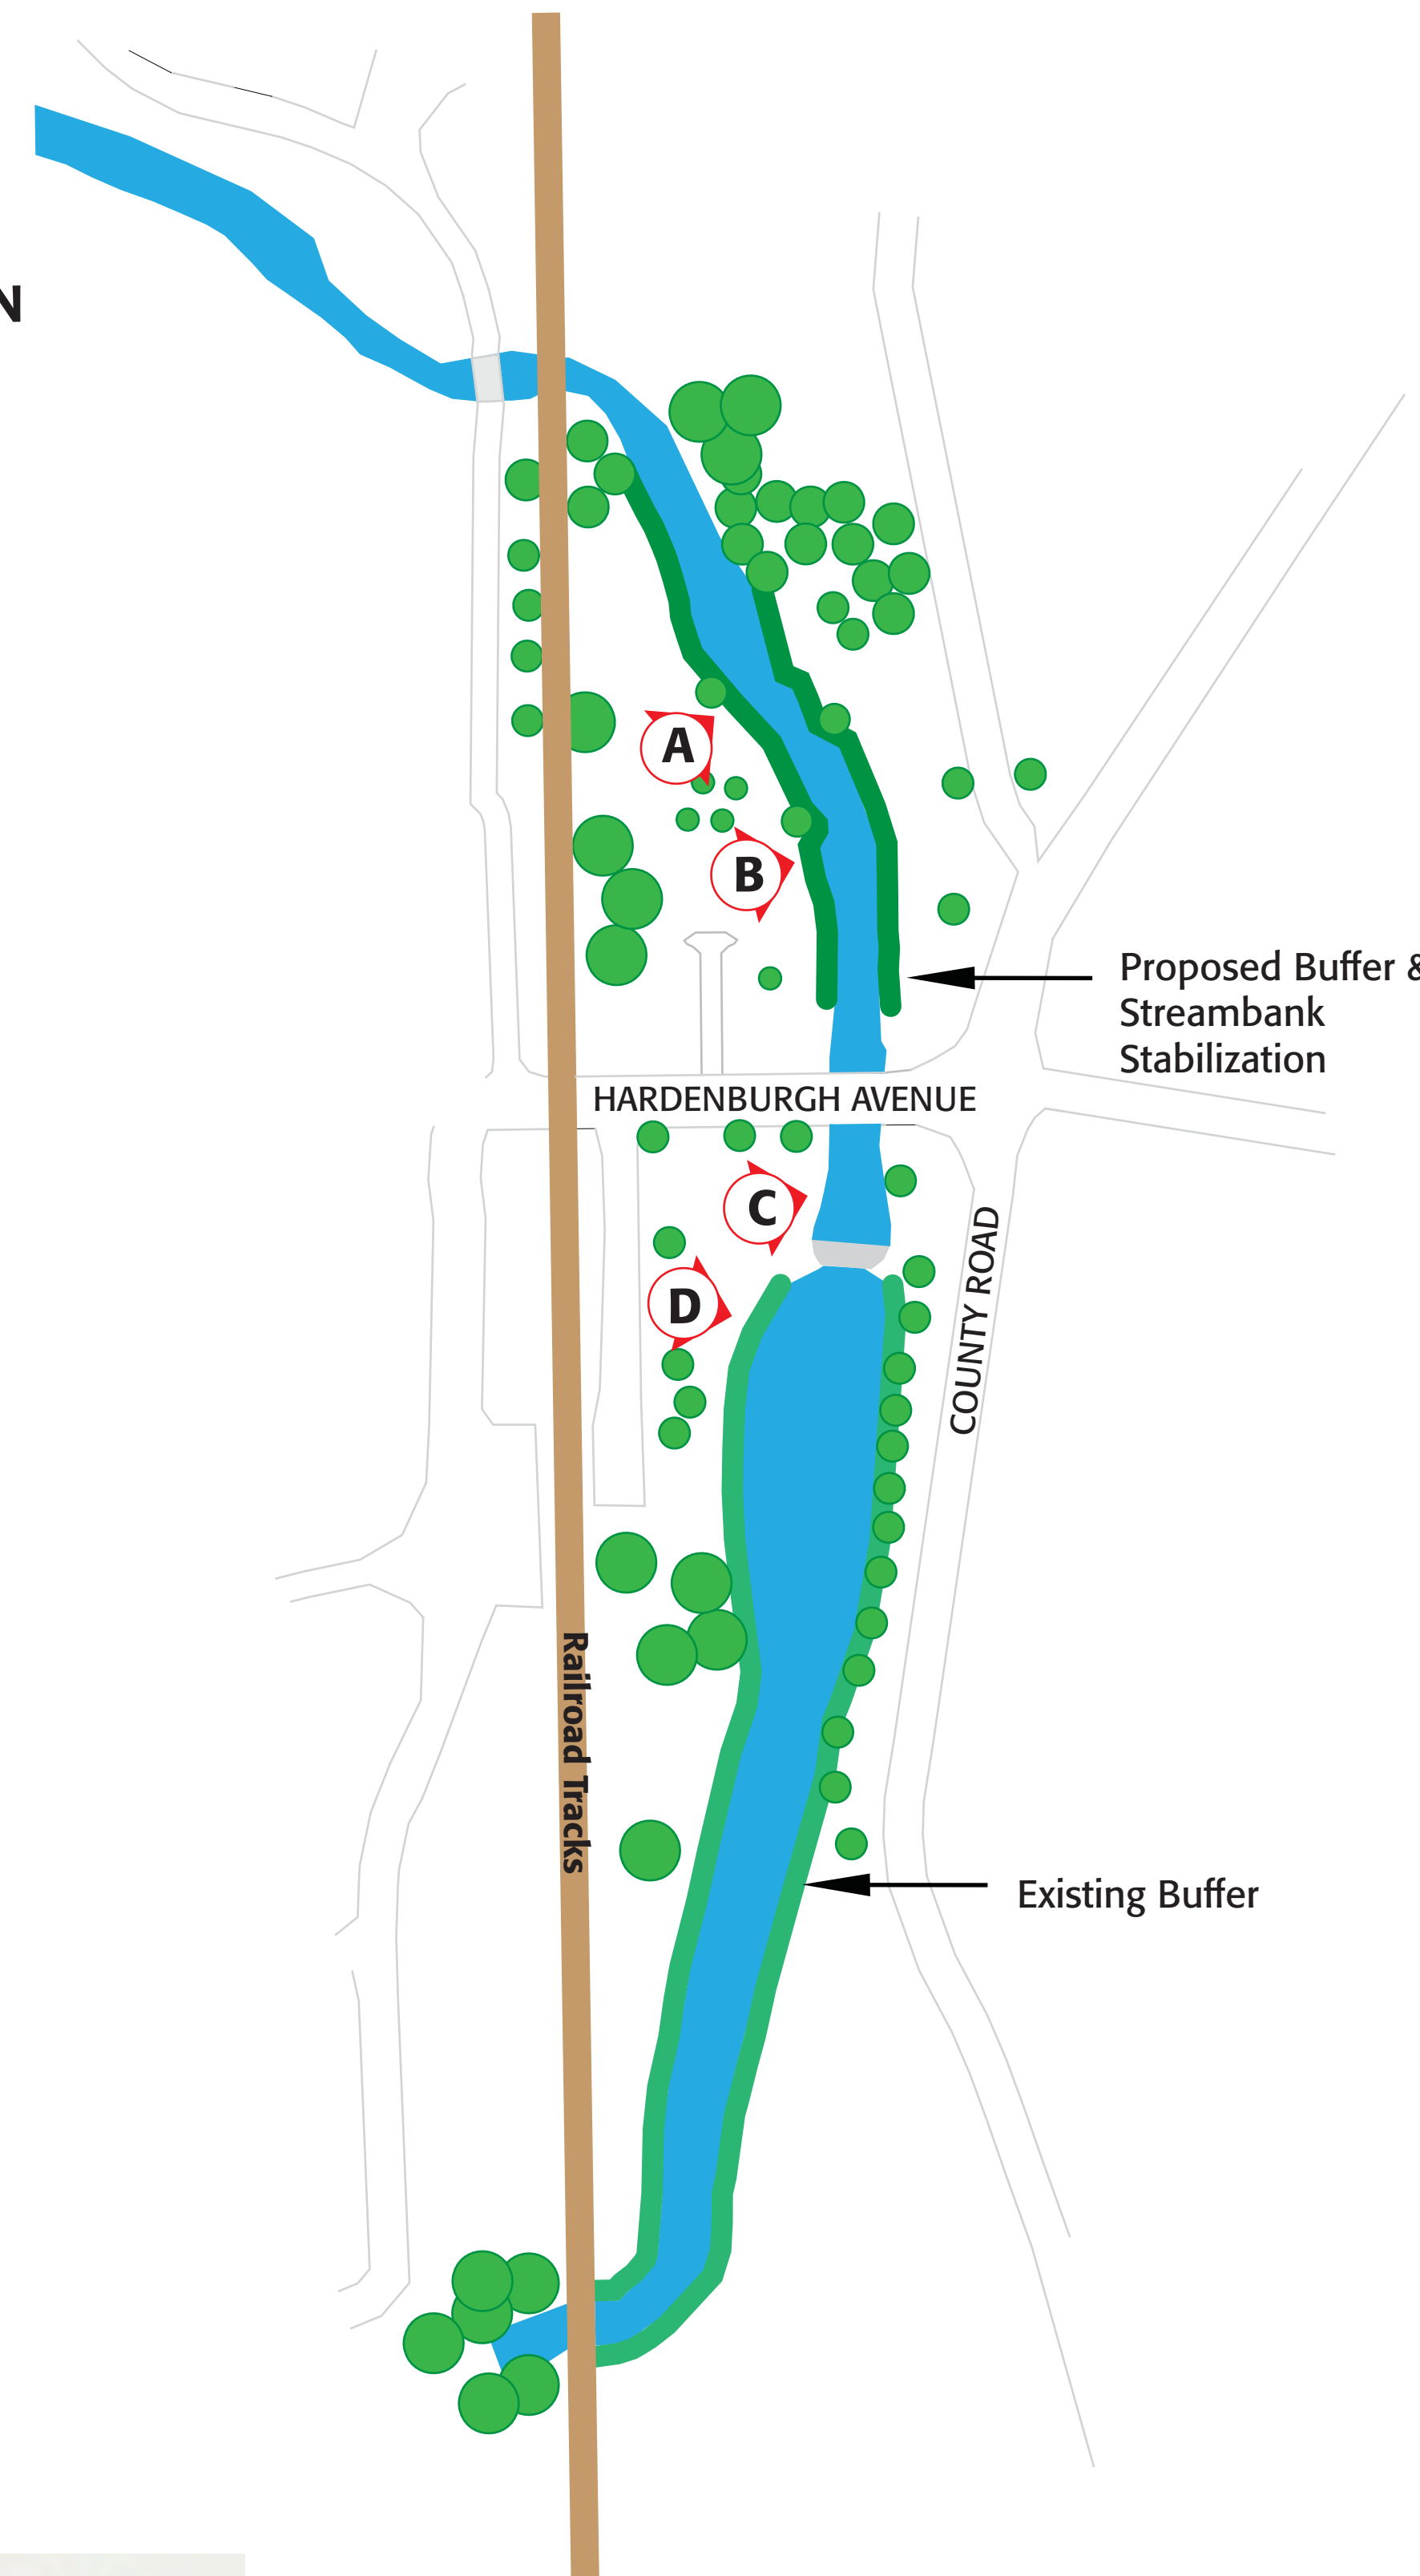 N
A
B
Proposed Buffer &
Streambank
Stabilization
HARDENBURGH AVENUE
C
COUNTY ROAD
D
Railroad Tracks
Existing Buffer